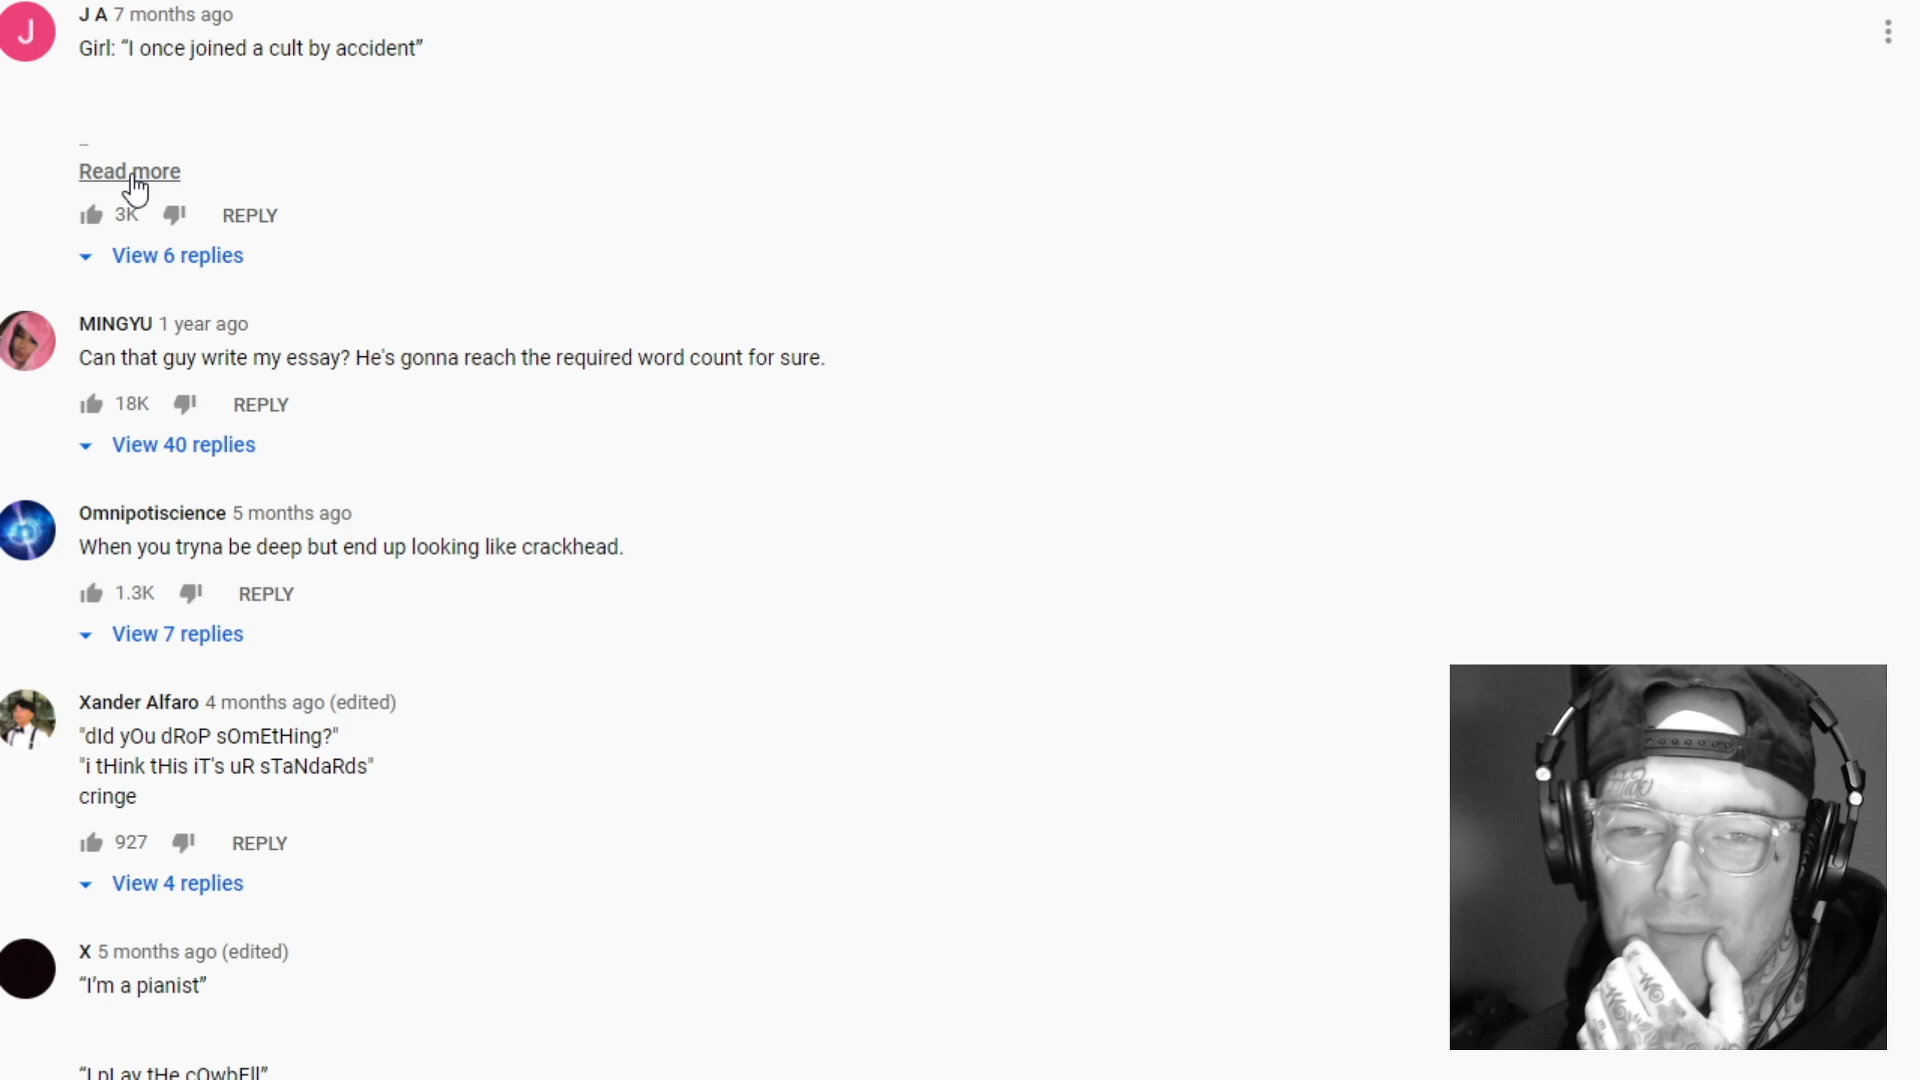 J
J A 7 months ago
Girl: “I once joined a cult by accident”
_
Read more
3K REPLY
View 6 replies
MINGYU 1 year ago
Can that guy write my essay? He's gonna reach the required word count for sure.
18K REPLY
View 40 replies
Omnipotiscience 5 months ago
When you tryna be deep but end up looking like crackhead.
1.3K REPLY
View 7 replies
Xander Alfaro 4 months ago (edited)
"dId yOu dRoP sOmEtHing?"
"i tHink tHis iT's uR sTaNdaRds"
cringe
927 REPLY
View 4 replies
X 5 months ago (edited)
“I'm a pianist”
“I pLay tHe cOwbEll”